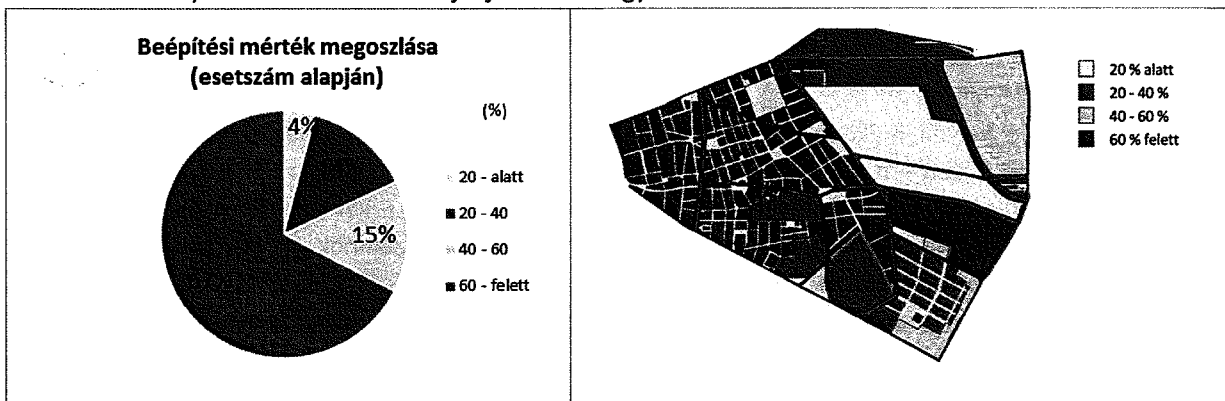 Beépítési mérték megoszlása
(esetszám alapján)
(%)
4%
15%
20 - alatt
20 - 40
40 - 60
60 - felett
20 % alatt
20 - 40 %
40 - 60 %
60 % felett